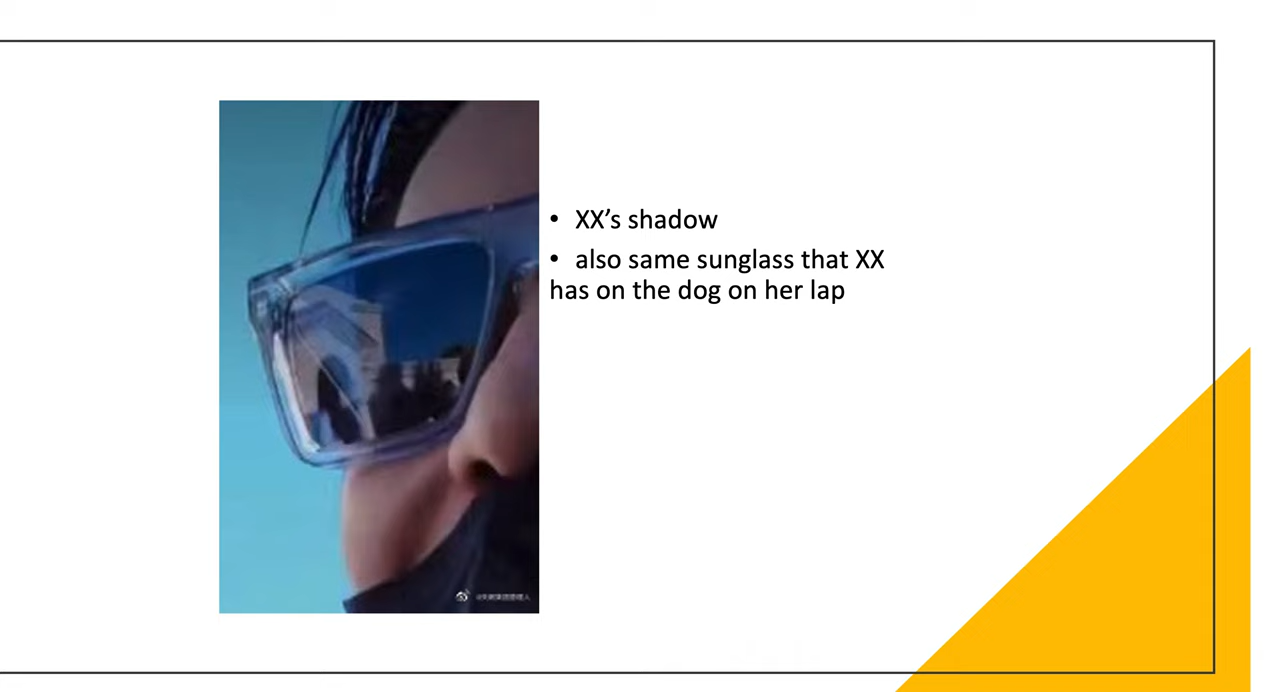 • XX’s shadow
• also same sunglass that XX
has on the dog on her lap